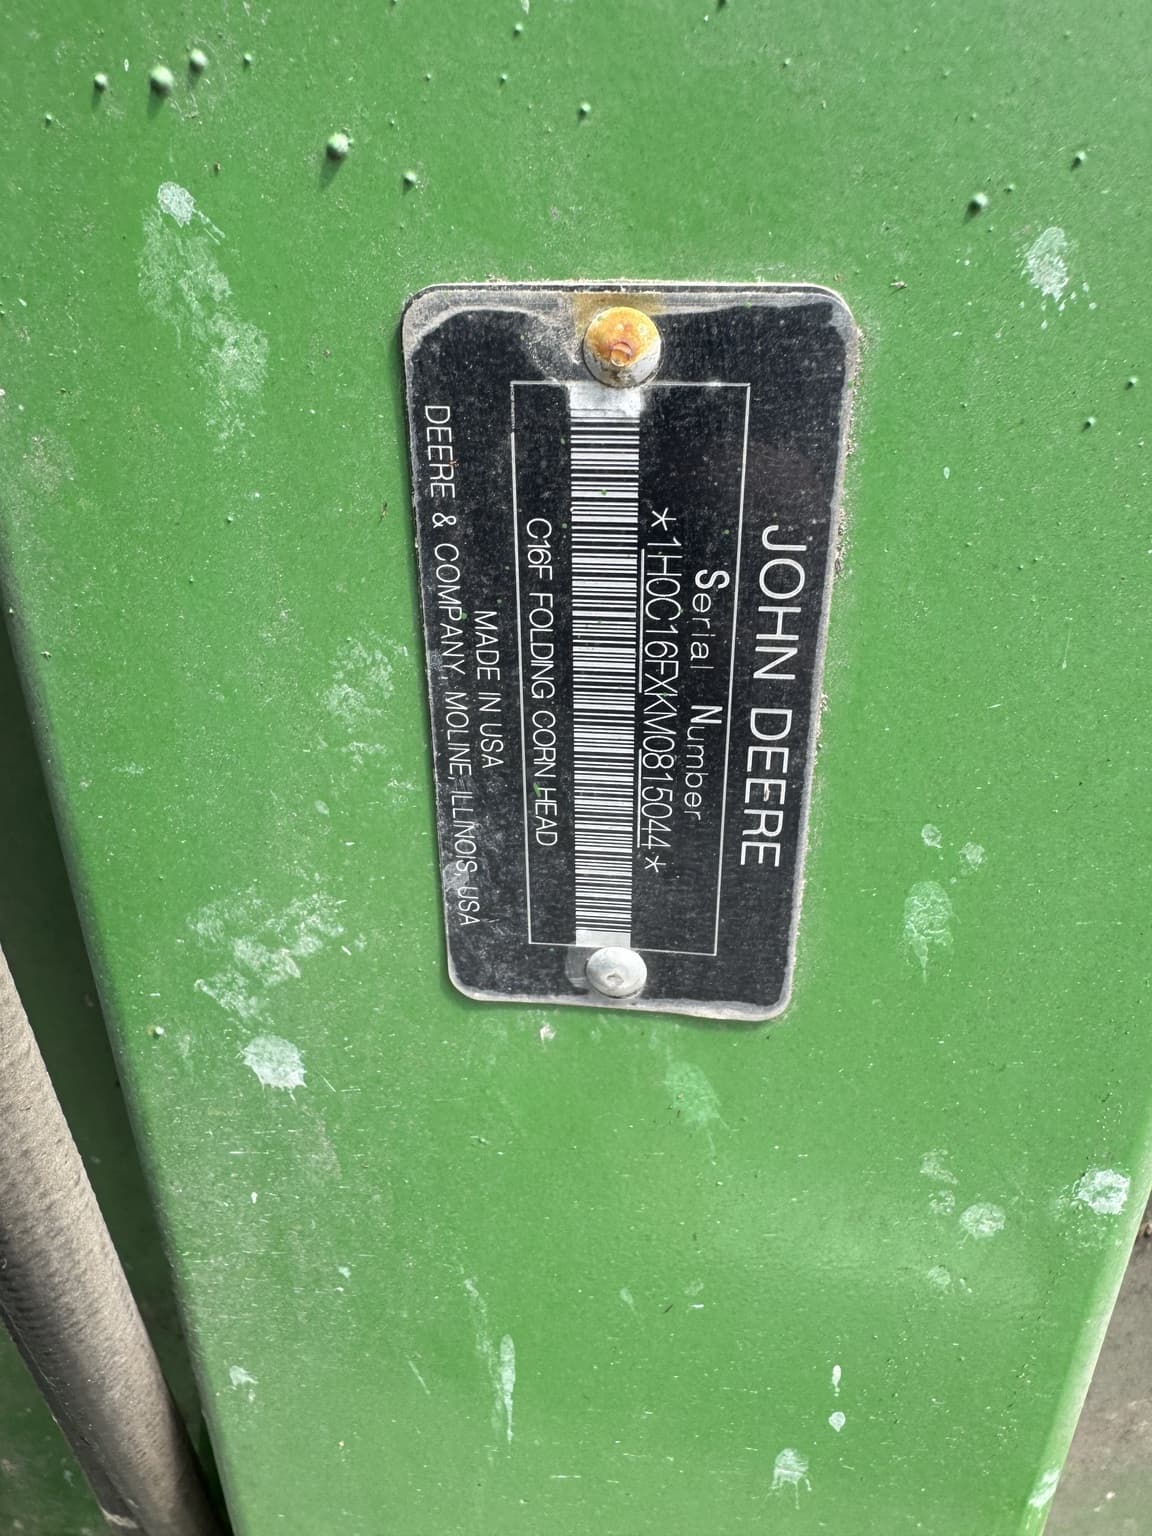 JOHN DEERE
Serial Number
*1H0C16FXKM0815044*
C16F FOLDING CORN HEAD
MADE IN USA
DEERE & COMPANY, MOLINE, ILLINOIS, USA